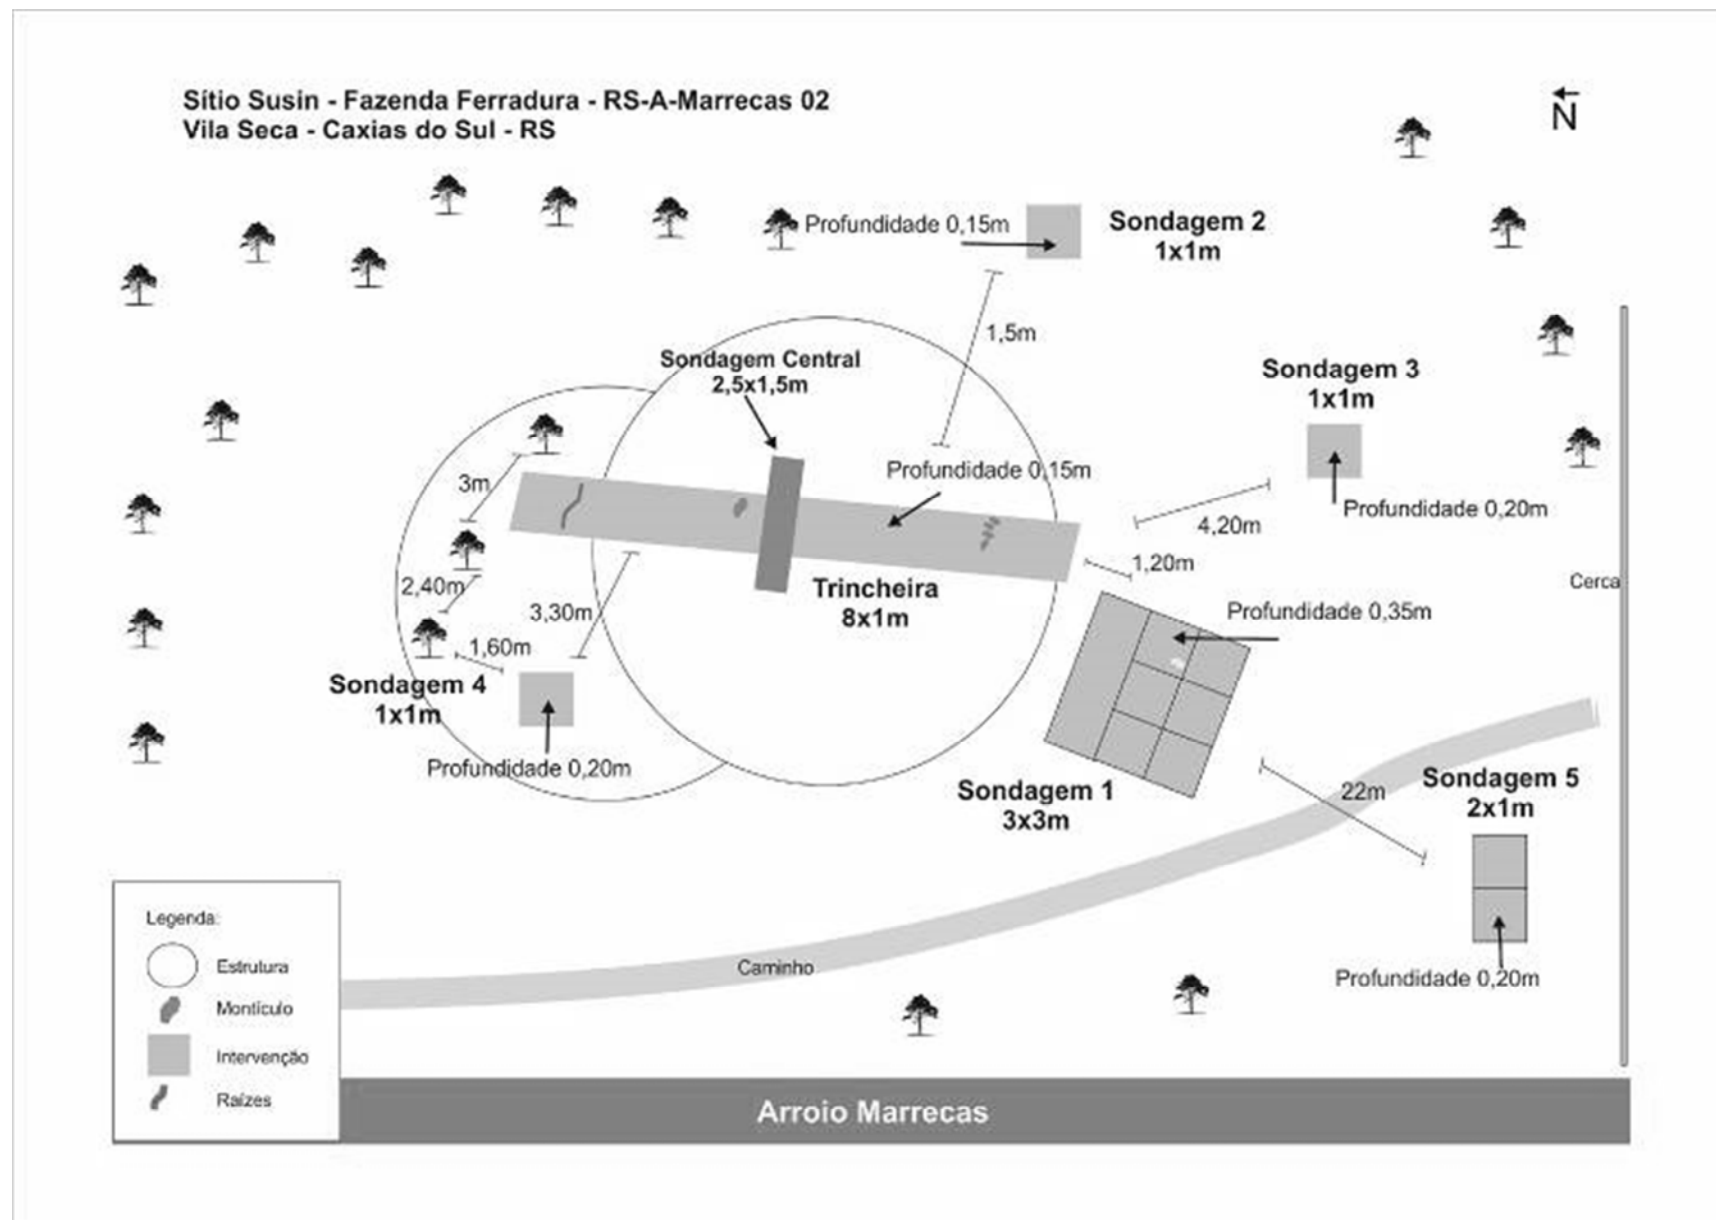 Sítio Susin - Fazenda Ferradura - RS-A-Marrecas 02
Vila Seca - Caxias do Sul - RS
N
Profundidade 0,15m
Sondagem 2
1x1m
1,5m
Sondagem Central
2,5x1,5m
Sondagem 3
1x1m
Profundidade 0,15m
3m
Profundidade 0,20m
4,20m
1,20m
Cerca
2,40m
Trincheira
8x1m
3,30m
Profundidade 0,35m
1,60m
Sondagem 4
1x1m
Profundidade 0,20m
Sondagem 1
3x3m
22m
Sondagem 5
2x1m
Profundidade 0,20m
Caminho
Legenda:
Estrutura
Montículo
Intervenção
Raízes
Arroio Marrecas